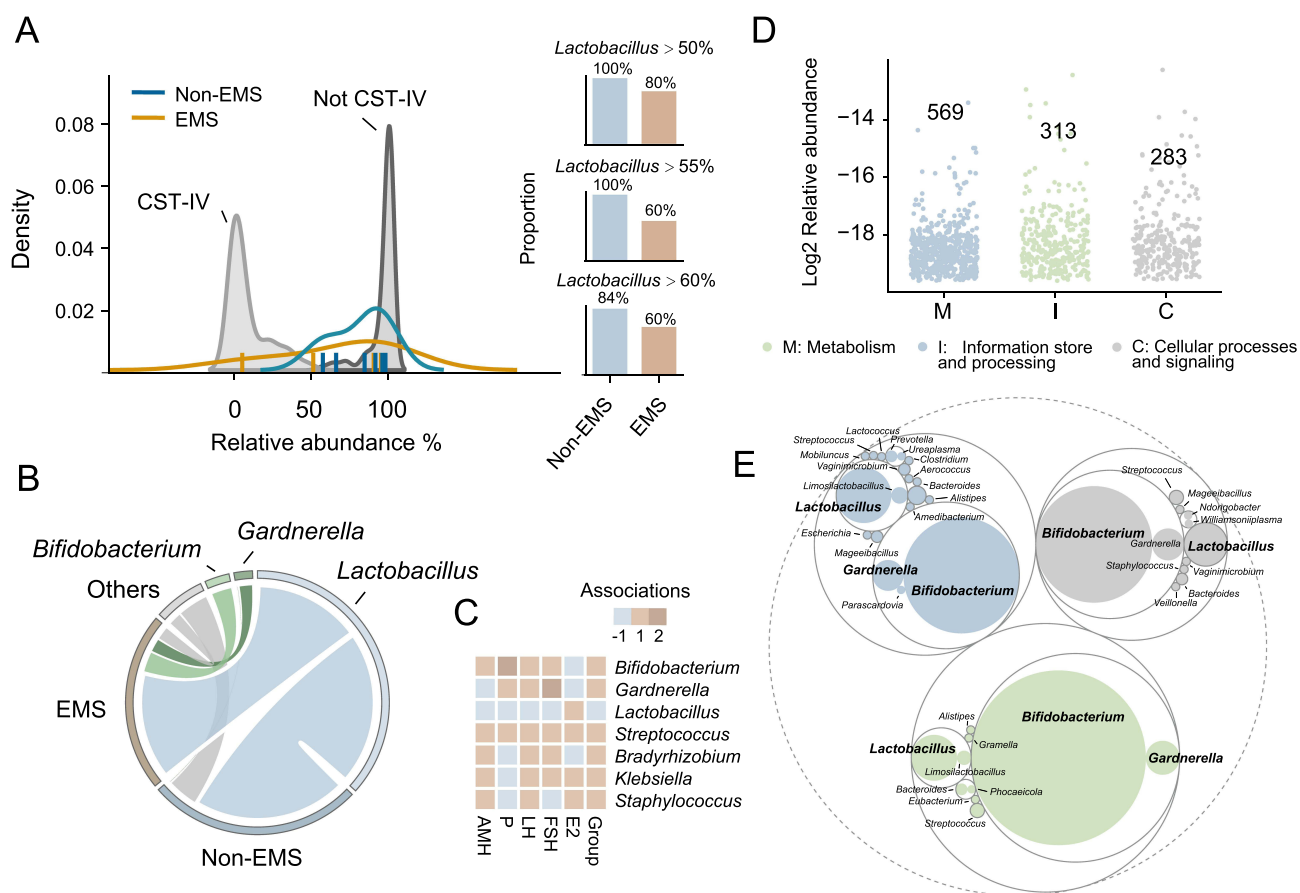 A
Non-EMS
EMS
Not CST-IV
CST-IV
Density
0.08
0.06
0.04
0.02
0
50
100
Relative abundance %
Proportion
Lactobacillus > 50%
100%
80%
Lactobacillus > 55%
100%
60%
Lactobacillus > 60%
84%
60%
Non-EMS
EMS
B
Gardnerella
Bifidobacterium
Lactobacillus
Others
EMS
Non-EMS
C
Associations
-1
1
2
Bifidobacterium
Gardnerella
Lactobacillus
Streptococcus
Bradyrhizobium
Klebsiella
Staphylococcus
AMH
P
LH
FSH
E2
Group
D
Log2 Relative abundance
−14
−16
−18
569
313
283
M
I
C
M: Metabolism
I: Information store
and processing
C: Cellular processes
and signaling
E
Lactococcus
Streptococcus
Prevotella
Mobiluncus
Ureaplasma
Clostridium
Vaginimicrobium
Aerococcus
Limosilactobacillus
Bacteroides
Alistipes
Lactobacillus
Amedibacterium
Escherichia
Mageeibacillus
Gardnerella
Bifidobacterium
Parascardovia
Streptococcus
Mageeibacillus
Ndongobacter
Williamsoniiplasma
Bifidobacterium
Gardnerella
Lactobacillus
Staphylococcus
Vaginimicrobium
Bacteroides
Veillonella
Alistipes
Bifidobacterium
Gramella
Lactobacillus
Gardnerella
Limosilactobacillus
Bacteroides
Phocaeicola
Eubacterium
Streptococcus